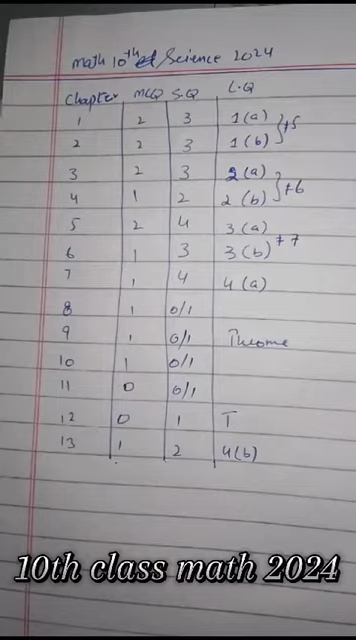 math 10th Science 2024
Chapter MCQ S.Q L.Q
1 2 3 1(a)
2 2 3 1(b) } +5
3 2 3 2(a)
4 1 2 2(b) } +6
5 2 4 3(a)
6 1 3 3(b) +7
7 1 4 4(a)
8 1 0/1
9 1 0/1
10 1 0/1
11 0 0/1
12 0 1 T
13 1 2 4(b)
10th class math 2024